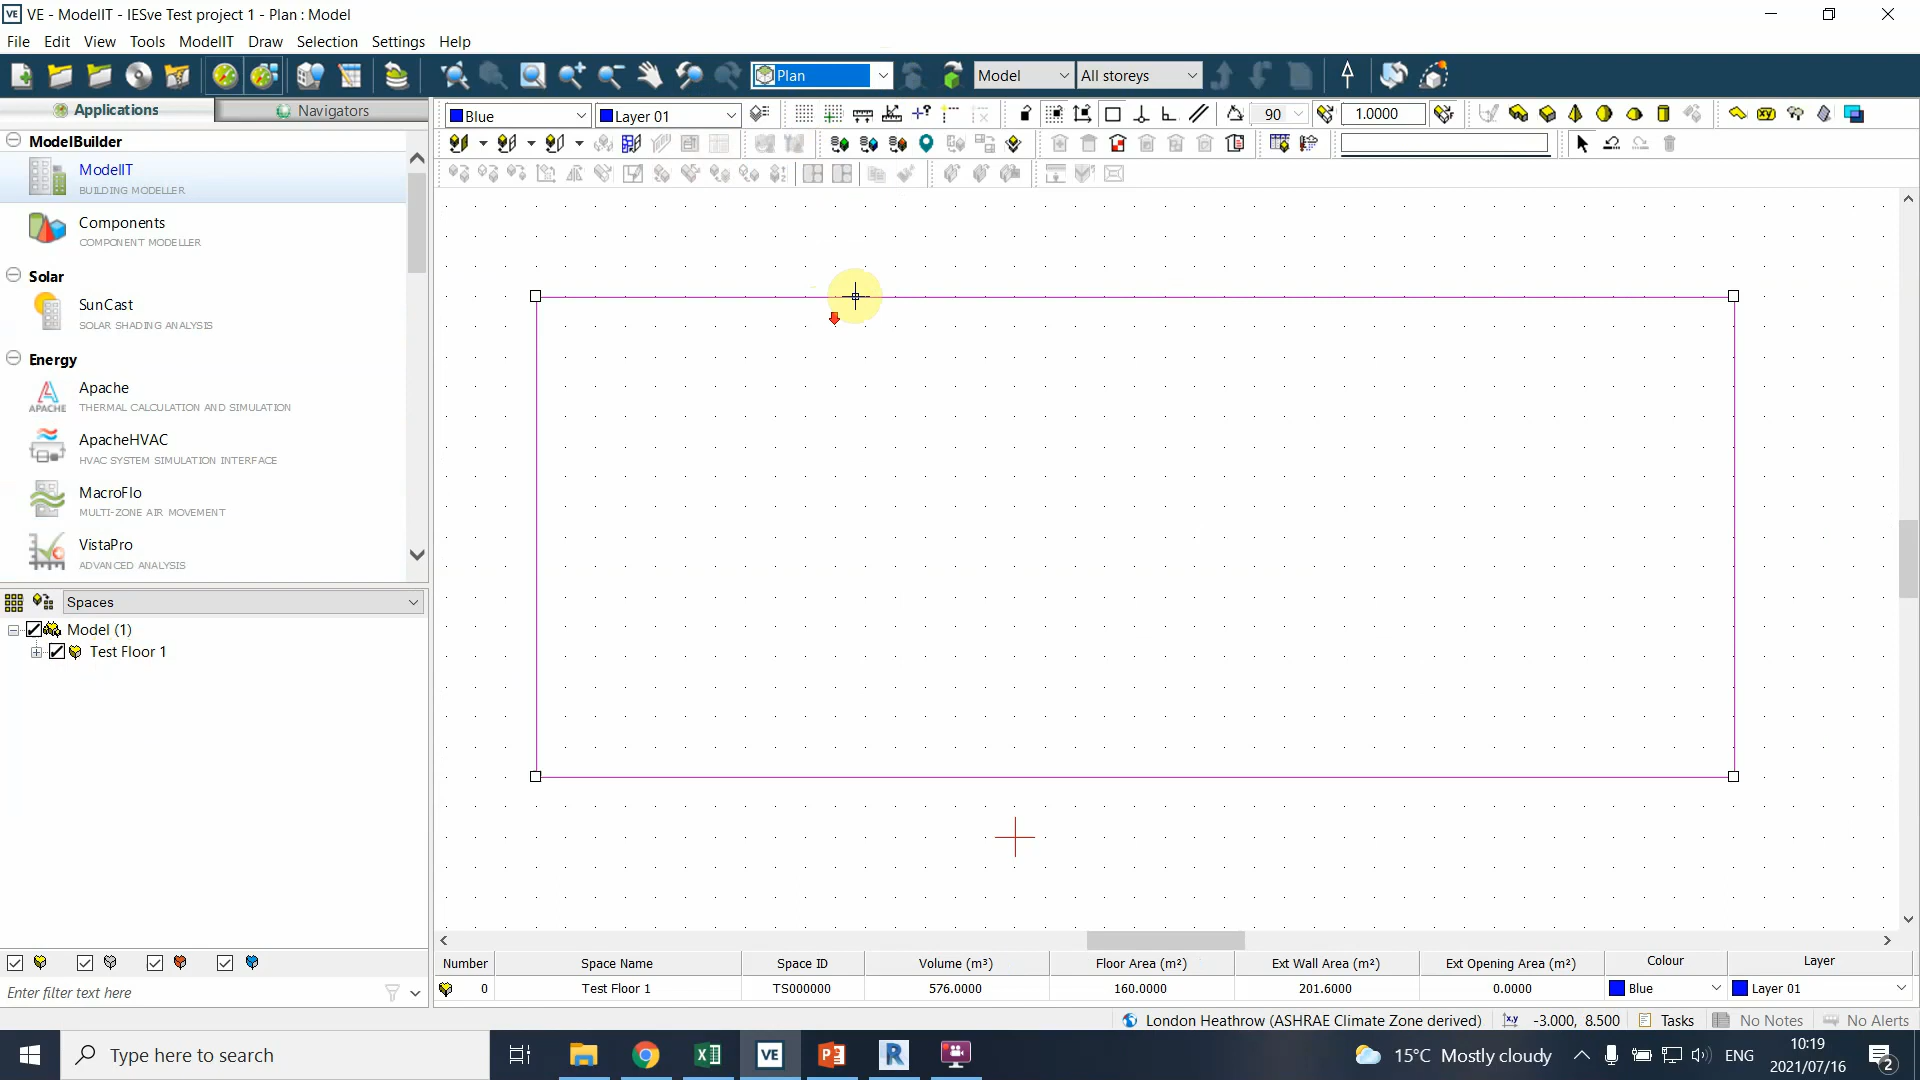 VE - ModelIT - IESve Test project 1 - Plan : Model
File Edit View Tools ModelIT Draw Selection Settings Help
Plan Model All storeys
Applications Navigators
Blue Layer 01 90 1.0000
ModelBuilder
ModelIT
BUILDING MODELLER
Components
COMPONENT MODELLER
Solar
SunCast
SOLAR SHADING ANALYSIS
Energy
Apache
APACHE THERMAL CALCULATION AND SIMULATION
ApacheHVAC
HVAC SYSTEM SIMULATION INTERFACE
MacroFlo
MULTI-ZONE AIR MOVEMENT
VistaPro
ADVANCED ANALYSIS
Spaces
Model (1)
Test Floor 1
Enter filter text here
Number Space Name Space ID Volume (m³) Floor Area (m²) Ext Wall Area (m²) Ext Opening Area (m²) Colour Layer
0 Test Floor 1 TS000000 576.0000 160.0000 201.6000 0.0000 Blue Layer 01
London Heathrow (ASHRAE Climate Zone derived) x,y -3.000, 8.500 Tasks No Notes No Alerts
Type here to search
VE
15°C Mostly cloudy
ENG
10:19
2021/07/16
2